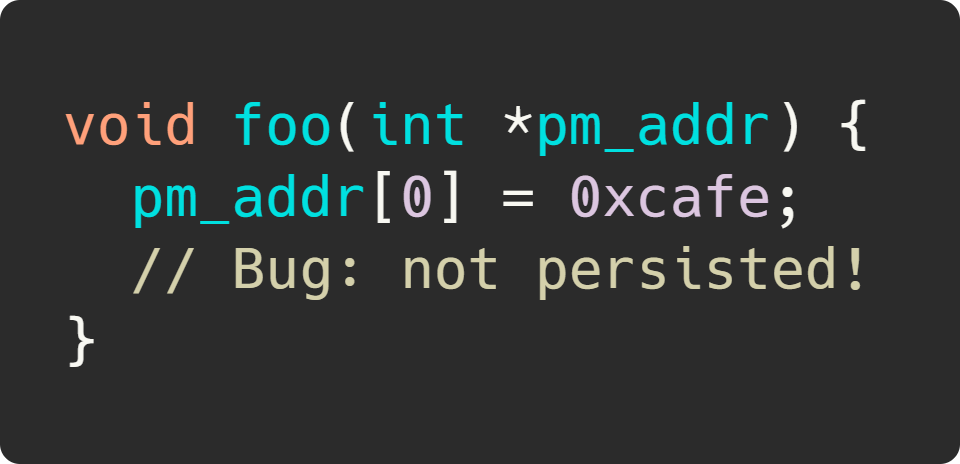 void foo(int *pm_addr) {
  pm_addr[0] = 0xcafe;
  // Bug: not persisted!
}